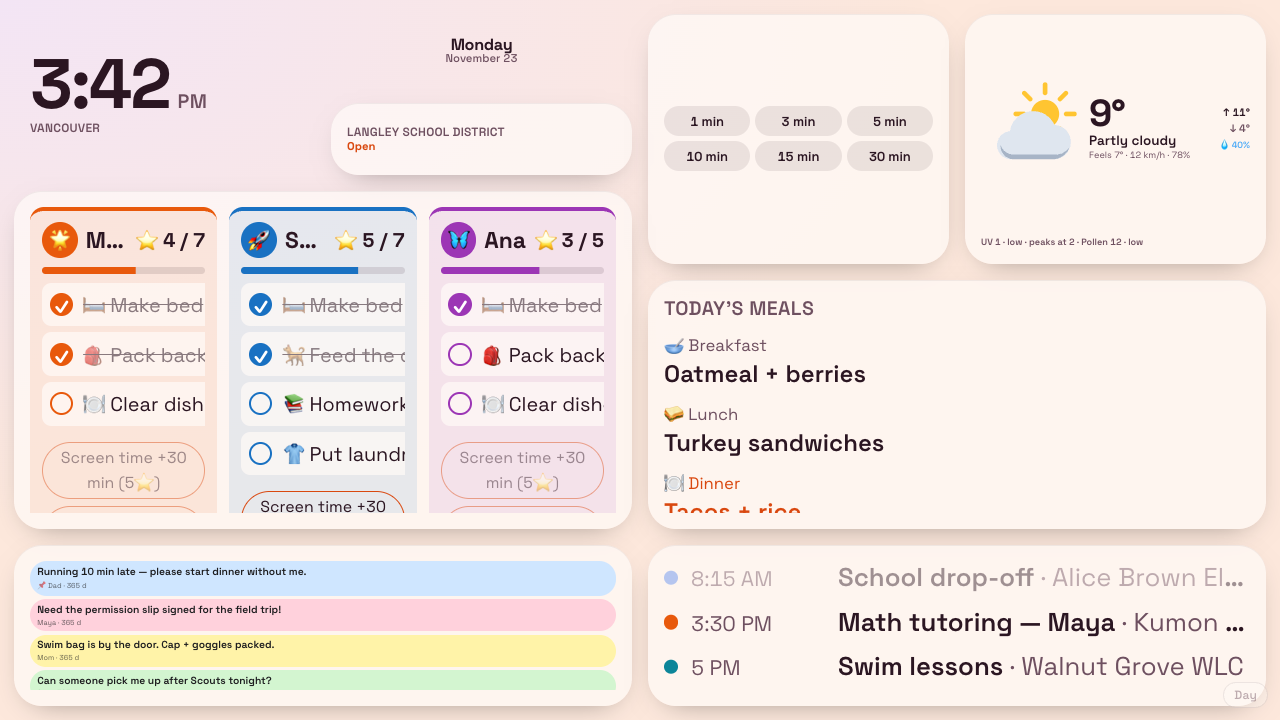 3:42 PM
VANCOUVER
Monday
November 23
LANGLEY SCHOOL DISTRICT
Open
1 min
3 min
5 min
10 min
15 min
30 min
9°
Partly cloudy
Feels 7° · 12 km/h · 78%
↑ 11°
↓ 4°
40%
UV 1 · low · peaks at 2 · Pollen 12 · low
M... ⭐ 4 / 7
Make bed
Pack back
Clear dish
Screen time +30
min (5⭐)
S... ⭐ 5 / 7
Make bed
Feed the
Homework
Put laundr
Screen time +30
Ana ⭐ 3 / 5
Make bed
Pack back
Clear dish
Screen time +30
min (5⭐)
TODAY'S MEALS
Breakfast
Oatmeal + berries
Lunch
Turkey sandwiches
Dinner
Tacos + rice
Running 10 min late — please start dinner without me.
📌 Dad · 365 d
Need the permission slip signed for the field trip!
Maya · 365 d
Swim bag is by the door. Cap + goggles packed.
Mom · 365 d
Can someone pick me up after Scouts tonight?
8:15 AM School drop-off · Alice Brown El...
3:30 PM Math tutoring — Maya · Kumon ...
5 PM Swim lessons · Walnut Grove WLC
Day